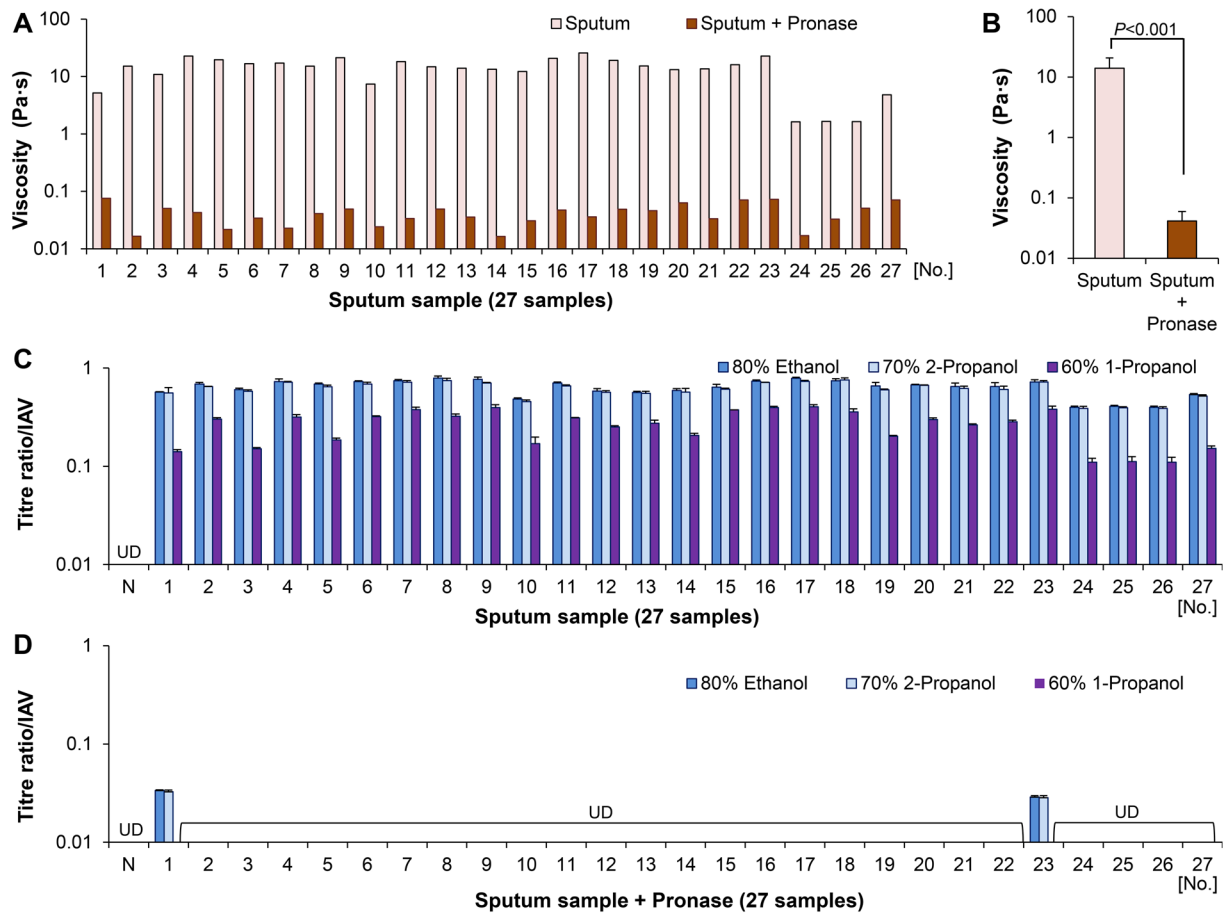 A
100
10
1
0.1
0.01
Viscosity (Pa·s)
Sputum
Sputum + Pronase
1 2 3 4 5 6 7 8 9 10 11 12 13 14 15 16 17 18 19 20 21 22 23 24 25 26 27 [No.]
Sputum sample (27 samples)
B
100
10
1
0.1
0.01
Viscosity (Pa·s)
P<0.001
Sputum
Sputum
+
Pronase
C
1
0.1
0.01
Titre ratio/IAV
80% Ethanol
70% 2-Propanol
60% 1-Propanol
UD
N 1 2 3 4 5 6 7 8 9 10 11 12 13 14 15 16 17 18 19 20 21 22 23 24 25 26 27
[No.]
Sputum sample (27 samples)
D
1
0.1
0.01
Titre ratio/IAV
80% Ethanol
70% 2-Propanol
60% 1-Propanol
UD
UD
UD
N 1 2 3 4 5 6 7 8 9 10 11 12 13 14 15 16 17 18 19 20 21 22 23 24 25 26 27
[No.]
Sputum sample + Pronase (27 samples)